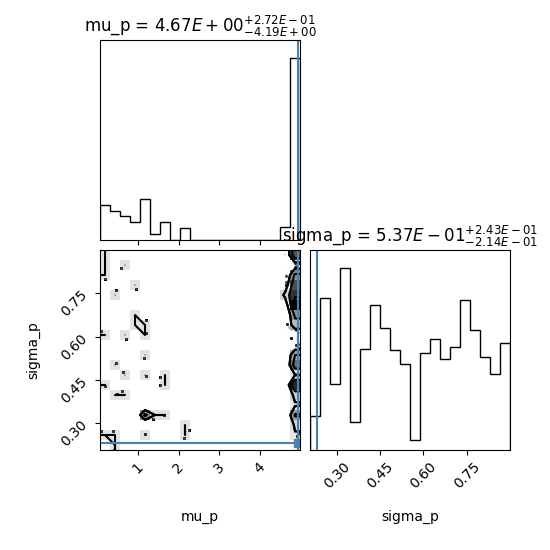 mu_p = 4.67E + 00+2.72E−01−4.19E+00
sigma_p = 5.37E − 01+2.43E−01−2.14E−01
sigma_p
0.75
0.60
0.45
0.30
1 2 3 4
mu_p
0.30 0.45 0.60 0.75
sigma_p